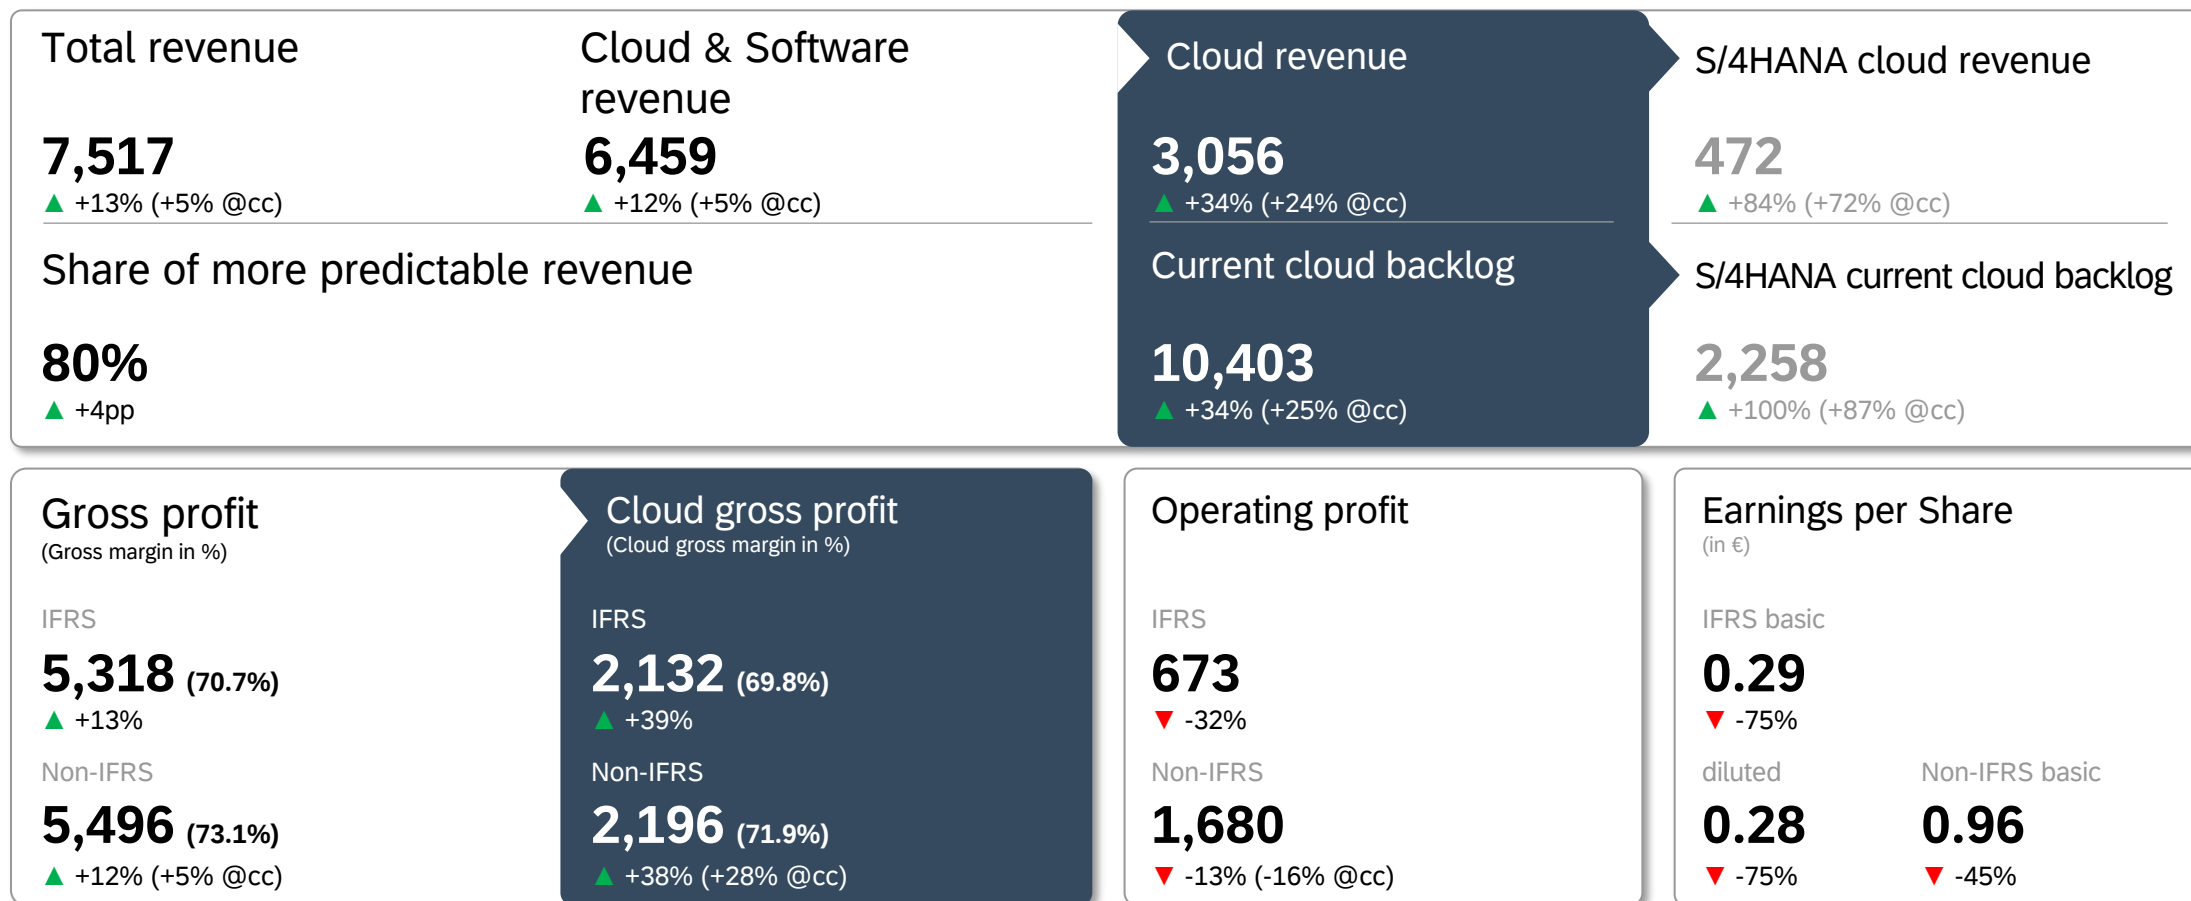 Total revenue
7,517
▲ +13% (+5% @cc)
Cloud & Software
revenue
6,459
▲ +12% (+5% @cc)
Share of more predictable revenue
80%
▲ +4pp
Cloud revenue
3,056
▲ +34% (+24% @cc)
Current cloud backlog
10,403
▲ +34% (+25% @cc)
S/4HANA cloud revenue
472
▲ +84% (+72% @cc)
S/4HANA current cloud backlog
2,258
▲ +100% (+87% @cc)
Gross profit
(Gross margin in %)
IFRS
5,318 (70.7%)
▲ +13%
Non-IFRS
5,496 (73.1%)
▲ +12% (+5% @cc)
Cloud gross profit
(Cloud gross margin in %)
IFRS
2,132 (69.8%)
▲ +39%
Non-IFRS
2,196 (71.9%)
▲ +38% (+28% @cc)
Operating profit
IFRS
673
▼ -32%
Non-IFRS
1,680
▼ -13% (-16% @cc)
Earnings per Share
(in €)
IFRS basic
0.29
▼ -75%
diluted
0.28
▼ -75%
Non-IFRS basic
0.96
▼ -45%